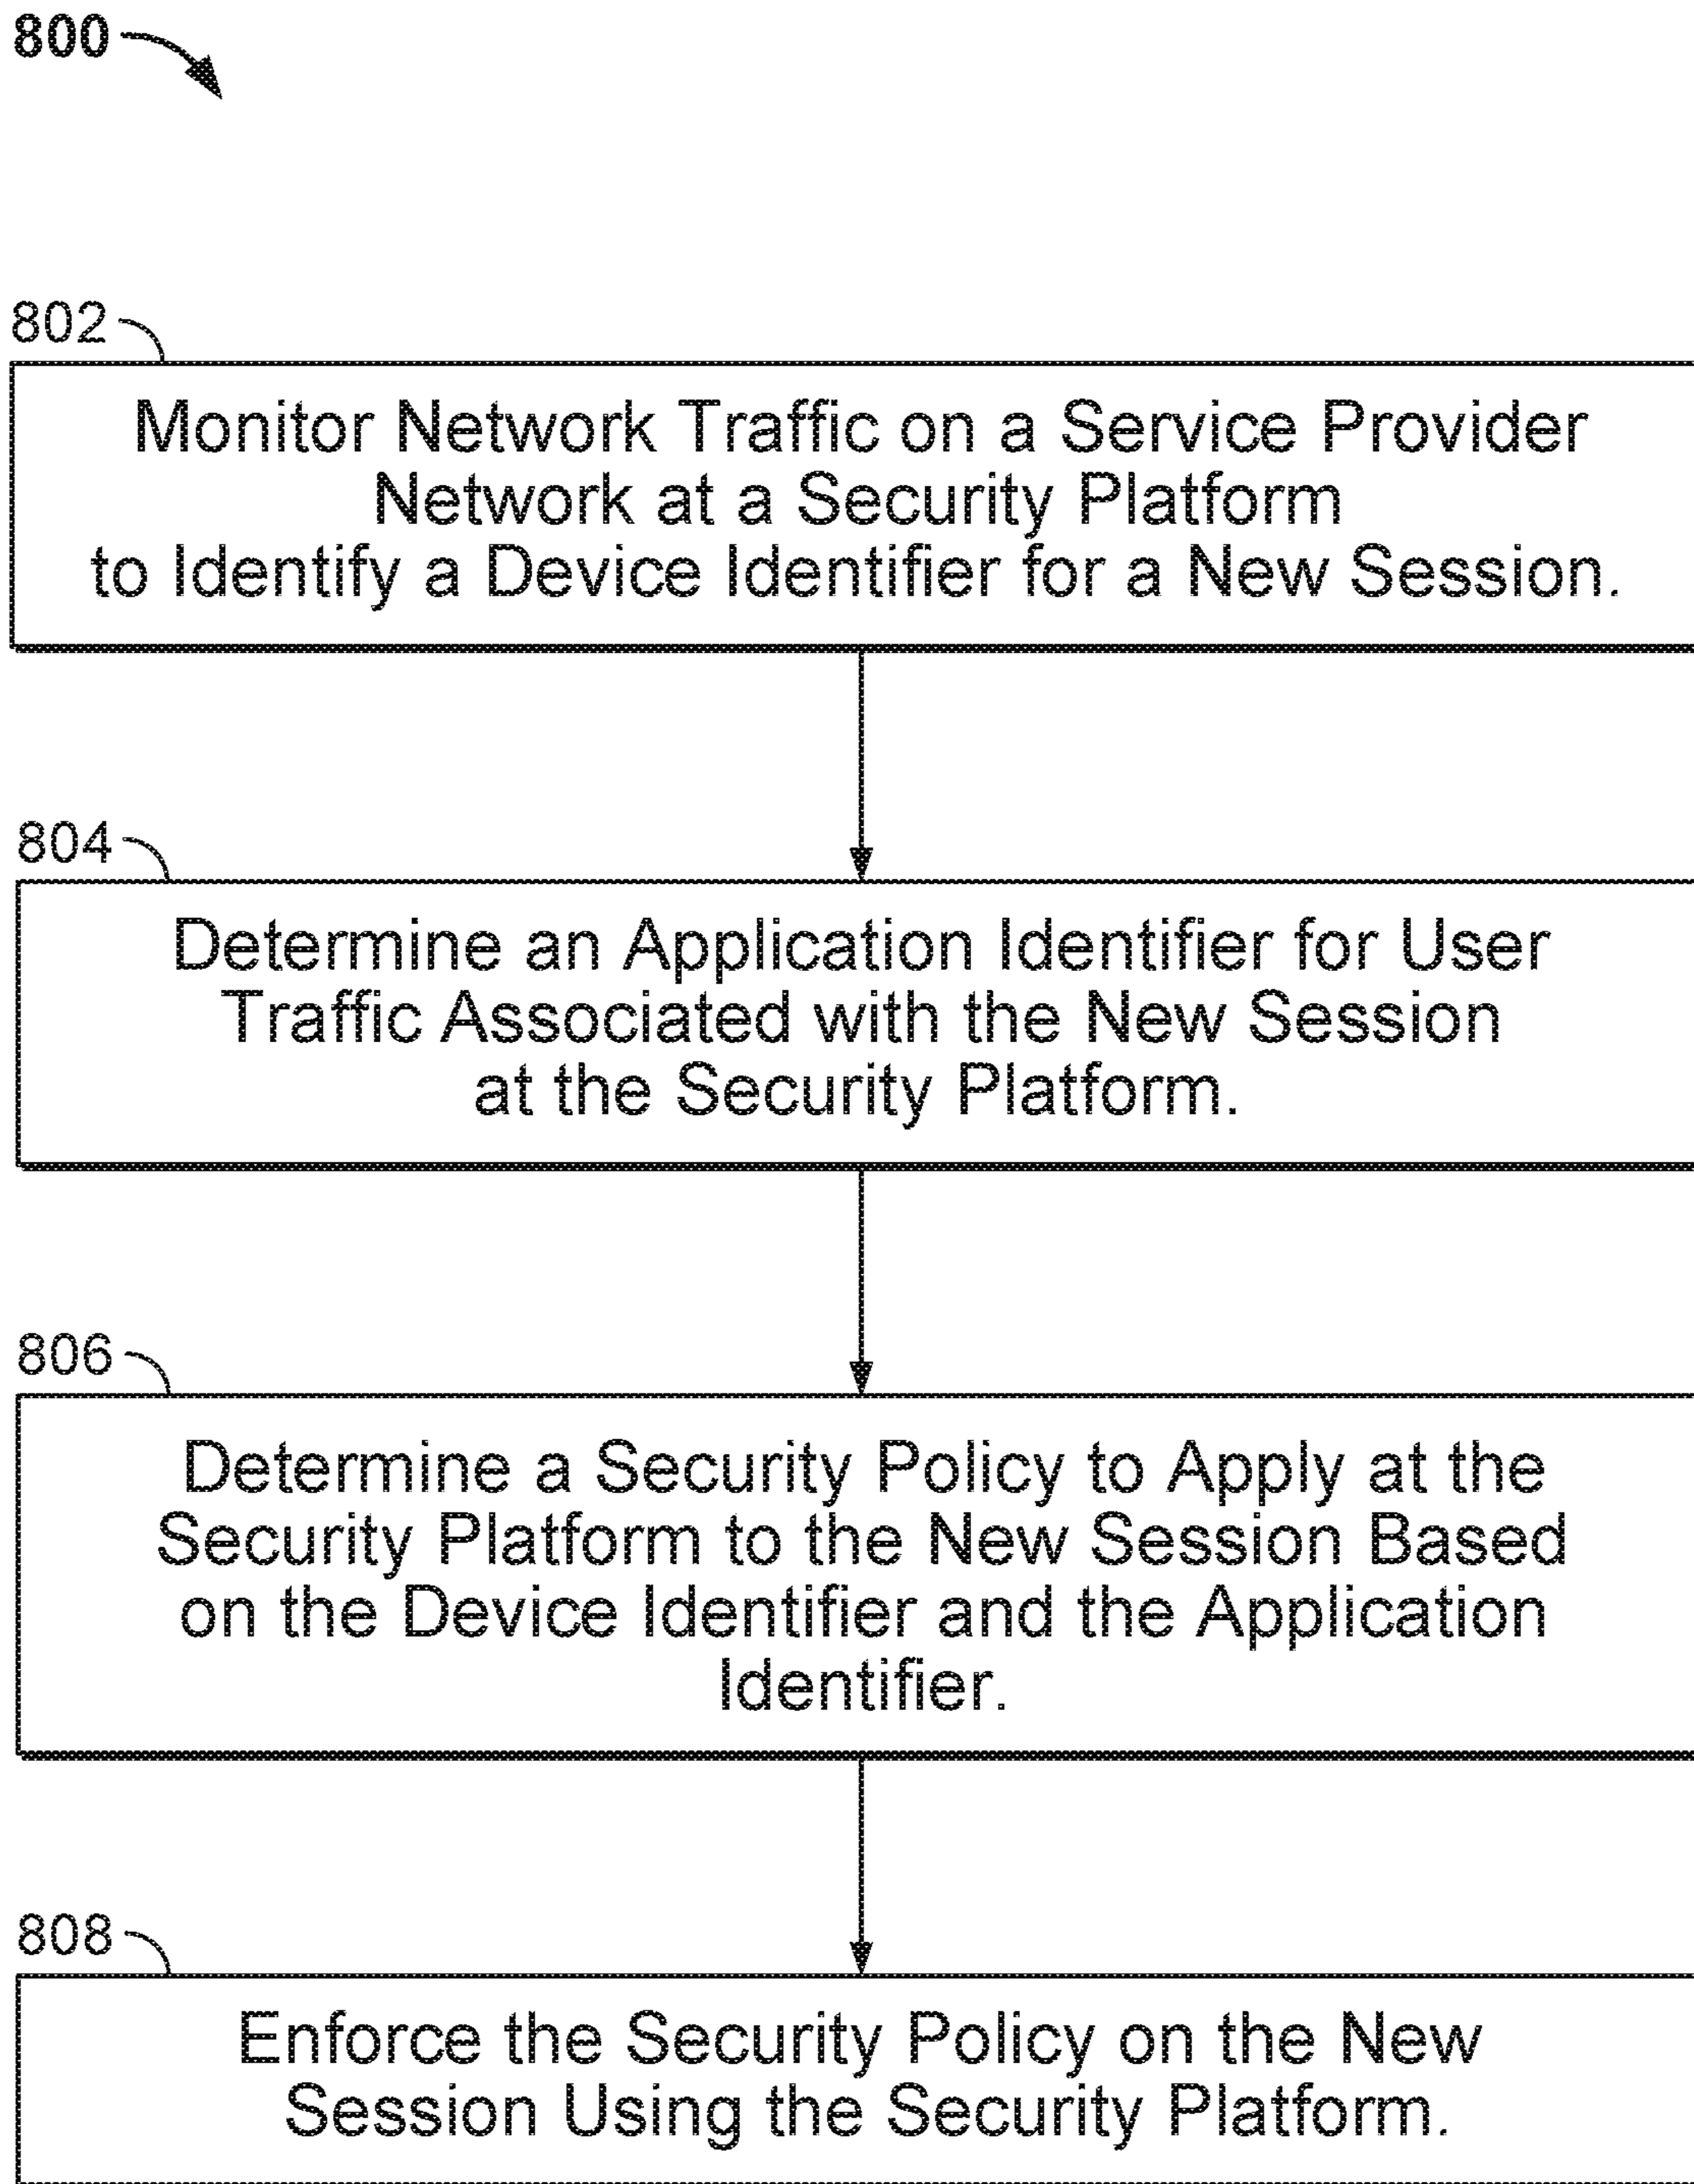 800
802
Monitor Network Traffic on a Service Provider
Network at a Security Platform
to Identify a Device Identifier for a New Session.
804
Determine an Application Identifier for User
Traffic Associated with the New Session
at the Security Platform.
806
Determine a Security Policy to Apply at the
Security Platform to the New Session Based
on the Device Identifier and the Application
Identifier.
808
Enforce the Security Policy on the New
Session Using the Security Platform.